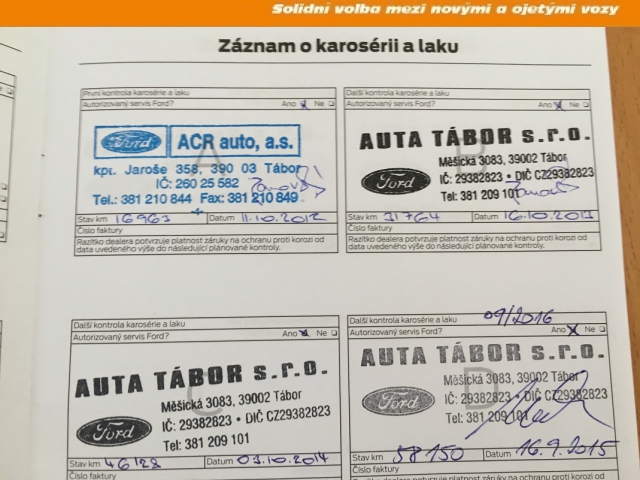 Solidní volba mezi novými a ojetými vozy
Záznam o karosérii a laku
První kontrola karosérie a laku
Autorizovaný servis Ford? Ano Ne
A
Ford ACR auto, a.s.
kpt. Jaroše 358, 390 03 Tábor
IČ: 260 25 582
Tel.: 381 210 844 Fax: 381 210 849
Stav km 16963 Datum 11.10.2012
Číslo faktury
Razítko dealera potvrzuje platnost záruky na ochranu proti korozi od
data uvedeného výše do následující plánované kontroly.
Další kontrola karosérie a laku
Autorizovaný servis Ford? Ano Ne
B
AUTA TÁBOR s.r.o.
Měšická 3083, 39002 Tábor
Ford IČ: 29382823 • DIČ CZ29382823
Tel: 381 209 101
Stav km 31764 Datum 16.10.2013
Číslo faktury
Razítko dealera potvrzuje platnost záruky na ochranu proti korozi od
data uvedeného výše do následující plánované kontroly.
Další kontrola karosérie a laku
Autorizovaný servis Ford? Ano Ne
C
AUTA TÁBOR s.r.o.
Měšická 3083, 39002 Tábor
Ford IČ: 29382823 • DIČ CZ29382823
Tel: 381 209 101
Stav km 46128 Datum 03.10.2014
Číslo faktury
Další kontrola karosérie a laku 09/2016
Autorizovaný servis Ford? Ano Ne
D
AUTA TÁBOR s.r.o.
Měšická 3083, 39002 Tábor
Ford IČ: 29382823 • DIČ CZ29382823
Tel: 381 209 101
Stav km 58150 Datum 16.9.2015
Číslo faktury